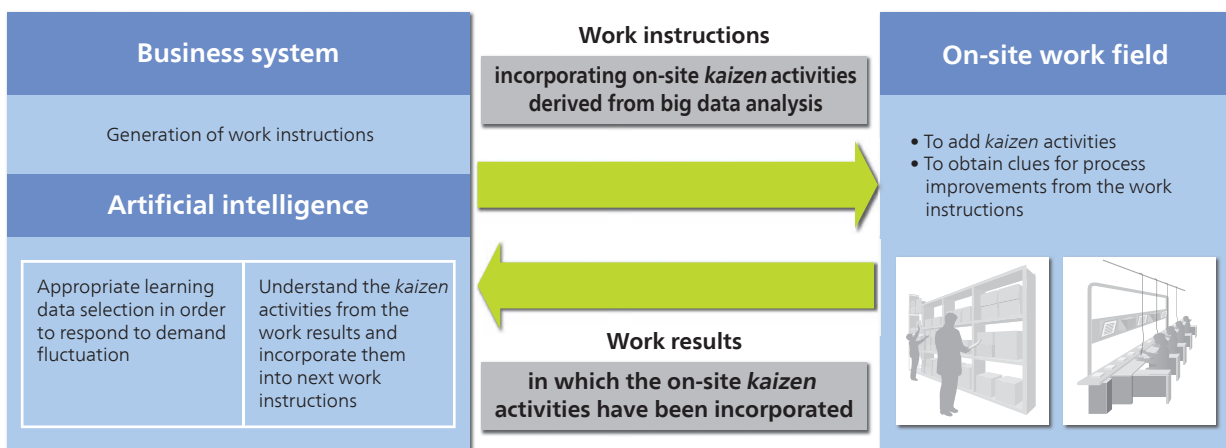 Business system
Generation of work instructions
Artificial intelligence
Appropriate learning
data selection in order
to respond to demand
fluctuation
Understand the kaizen
activities from the
work results and
incorporate them
into next work
instructions
Work instructions
incorporating on-site kaizen activities
derived from big data analysis
Work results
in which the on-site kaizen
activities have been incorporated
On-site work field
• To add kaizen activities
• To obtain clues for process
improvements from the work
instructions